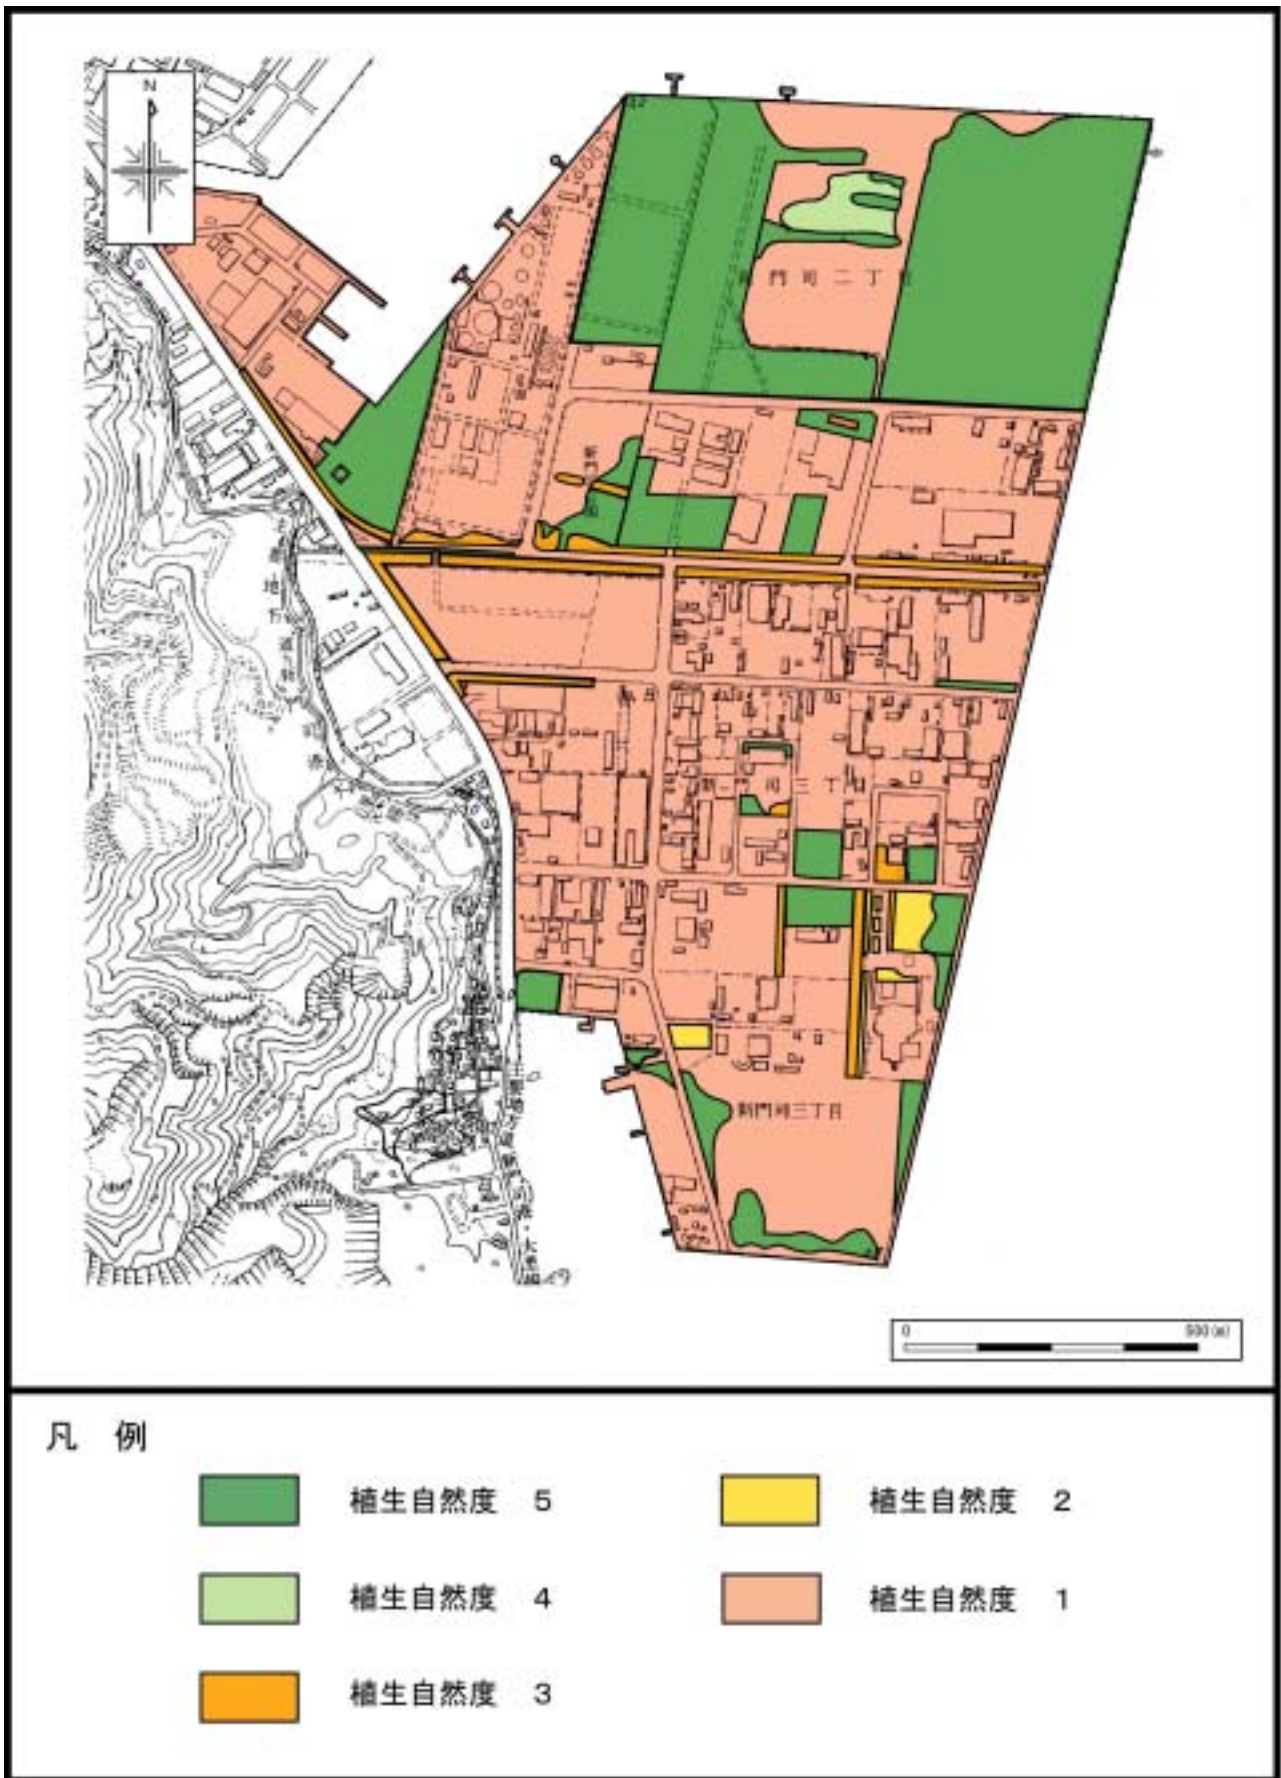 N
門司二丁目
司三丁目
新門司三丁目
0 500(m)
凡 例
植生自然度 5
植生自然度 2
植生自然度 4
植生自然度 1
植生自然度 3